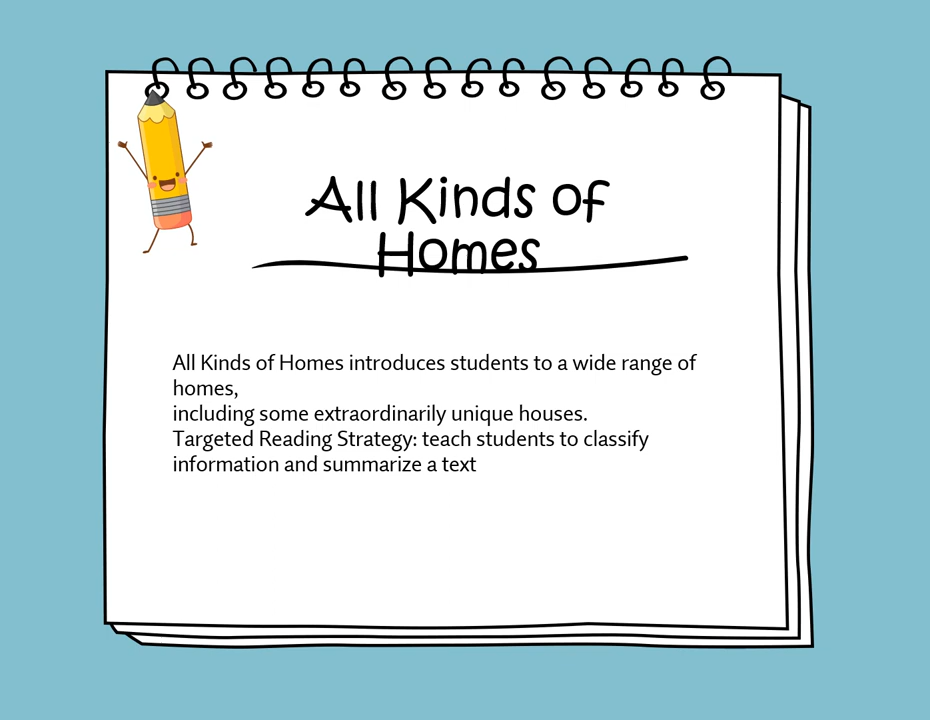 All Kinds of
Homes
All Kinds of Homes introduces students to a wide range of
homes,
including some extraordinarily unique houses.
Targeted Reading Strategy: teach students to classify
information and summarize a text